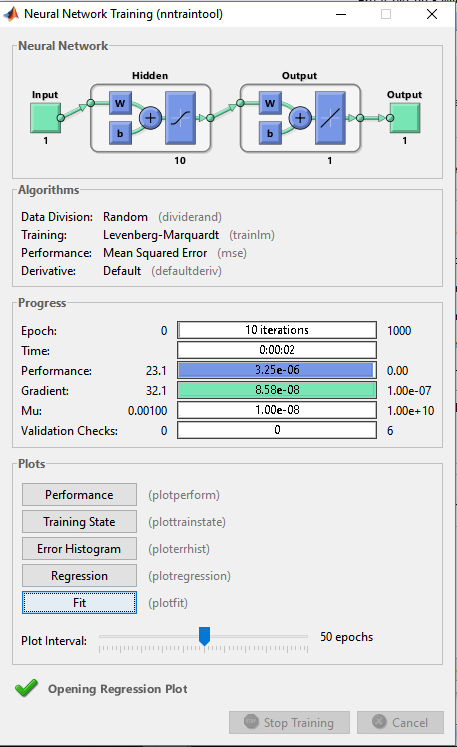 Neural Network Training (nntraintool)
Neural Network
Hidden
Output
Input
W
b
+
W
b
+
Output
1
10
1
1
Algorithms
Data Division: Random (dividerand)
Training: Levenberg-Marquardt (trainlm)
Performance: Mean Squared Error (mse)
Derivative: Default (defaultderiv)
Progress
Epoch: 0 10 iterations 1000
Time: 0:00:02
Performance: 23.1 3.25e-06 0.00
Gradient: 32.1 8.58e-08 1.00e-07
Mu: 0.00100 1.00e-08 1.00e+10
Validation Checks: 0 0 6
Plots
Performance (plotperform)
Training State (plottrainstate)
Error Histogram (ploterrhist)
Regression (plotregression)
Fit (plotfit)
Plot Interval: 50 epochs
Opening Regression Plot
Stop Training Cancel